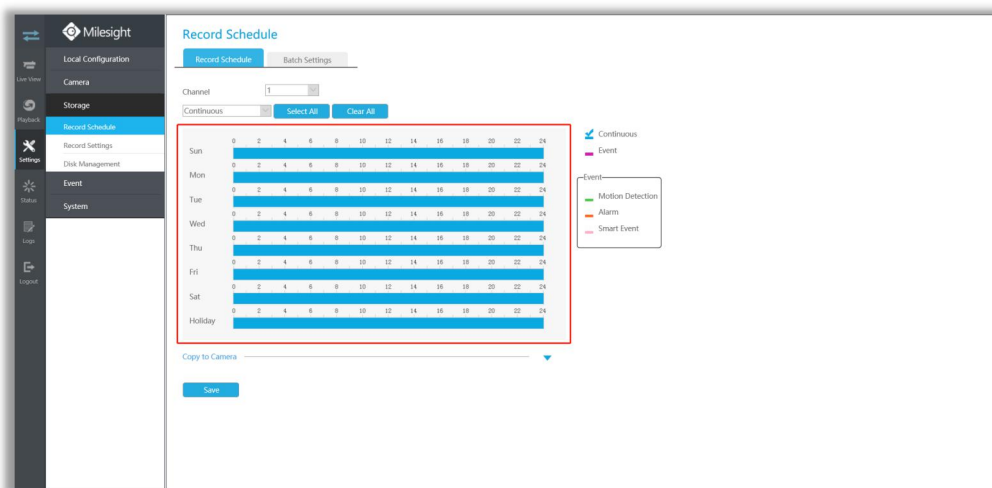 Milesight
Record Schedule
Local Configuration
Record Schedule
Batch Settings
Live View
Camera
Channel
1
Storage
Continuous
Select All
Clear All
Playback
Record Schedule
Continuous
0 2 4 6 8 10 12 14 16 18 20 22 24
Record Settings
Sun
Event
Settings
Disk Management
0 2 4 6 8 10 12 14 16 18 20 22 24
Mon
Event
Event
0 2 4 6 8 10 12 14 16 18 20 22 24
Motion Detection
Status
System
Tue
Alarm
0 2 4 6 8 10 12 14 16 18 20 22 24
Wed
Smart Event
Logs
0 2 4 6 8 10 12 14 16 18 20 22 24
Thu
0 2 4 6 8 10 12 14 16 18 20 22 24
Fri
Logout
0 2 4 6 8 10 12 14 16 18 20 22 24
Sat
0 2 4 6 8 10 12 14 16 18 20 22 24
Holiday
Copy to Camera
Save